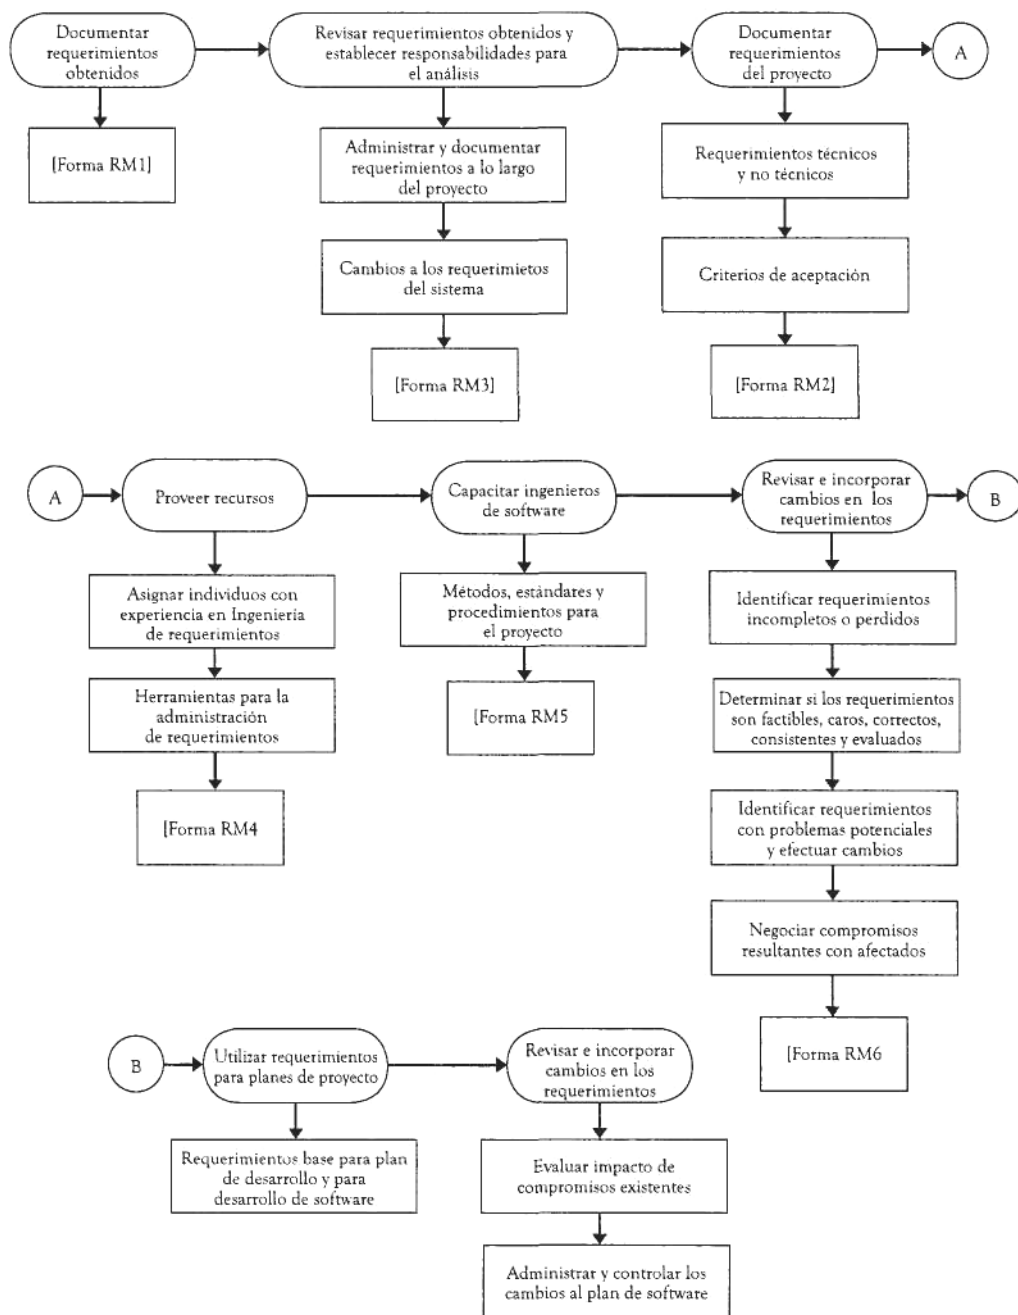 Documentar
requerimientos
obtenidos
Revisar requerimientos obtenidos y
establecer responsabilidades para
el análisis
Documentar
requerimientos
del proyecto
A
[Forma RM1]
Administrar y documentar
requerimientos a lo largo
del proyecto
Requerimientos técnicos
y no técnicos
Cambios a los requerimietos
del sistema
Criterios de aceptación
[Forma RM3]
[Forma RM2]
A
Proveer recursos
Capacitar ingenieros
de software
Revisar e incorporar
cambios en los
requerimientos
B
Asignar individuos con
experiencia en Ingeniería
de requerimientos
Métodos, estándares y
procedimientos para
el proyecto
Identificar requerimientos
incompletos o perdidos
Herramientas para la
administración
de requerimientos
[Forma RM5
Determinar si los requerimientos
son factibles, caros, correctos,
consistentes y evaluados
[Forma RM4
Identificar requerimientos
con problemas potenciales
y efectuar cambios
Negociar compromisos
resultantes con afectados
[Forma RM6
B
Utilizar requerimientos
para planes de proyecto
Revisar e incorporar
cambios en los
requerimientos
Requerimientos base para plan
de desarrollo y para
desarrollo de software
Evaluar impacto de
compromisos existentes
Administrar y controlar los
cambios al plan de software